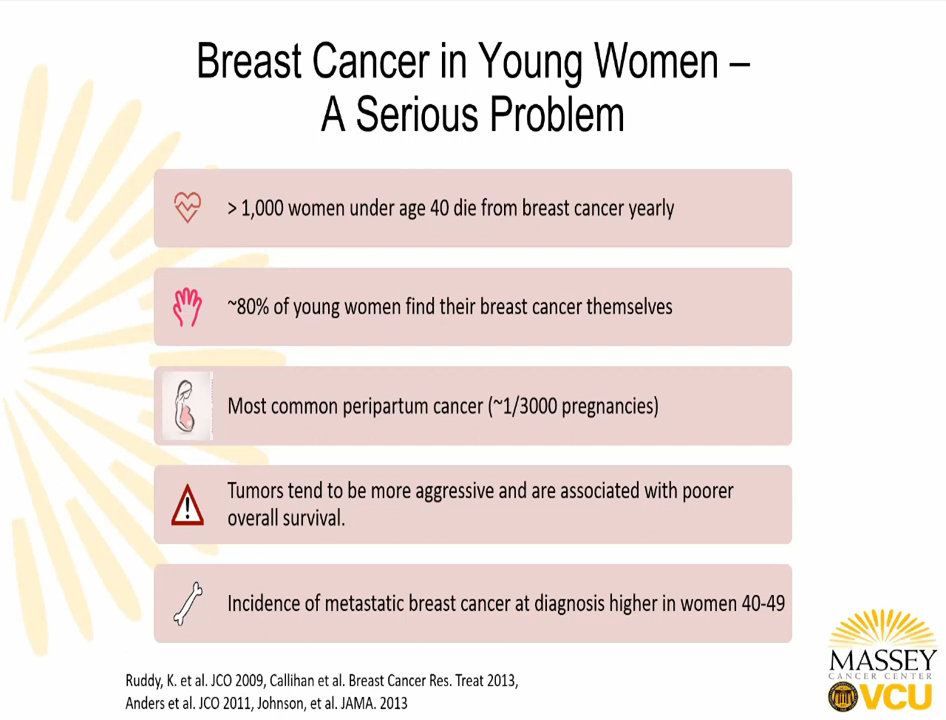 Breast Cancer in Young Women –
A Serious Problem
> 1,000 women under age 40 die from breast cancer yearly
~80% of young women find their breast cancer themselves
Most common peripartum cancer (~1/3000 pregnancies)
Tumors tend to be more aggressive and are associated with poorer
overall survival.
Incidence of metastatic breast cancer at diagnosis higher in women 40-49
Ruddy, K. et al. JCO 2009, Callihan et al. Breast Cancer Res. Treat 2013,
Anders et al. JCO 2011, Johnson, et al. JAMA. 2013
MASSEY
CANCER CENTER
VCU